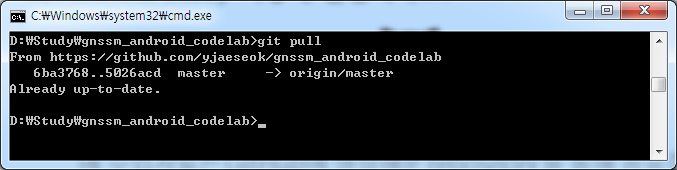 C:₩Windows₩system32₩cmd.exe
D:₩Study₩gnssm_android_codelab>git pull
From https://github.com/yjaeseok/gnssm_android_codelab
   6ba3768..5026acd  master     -> origin/master
Already up-to-date.
D:₩Study₩gnssm_android_codelab>_